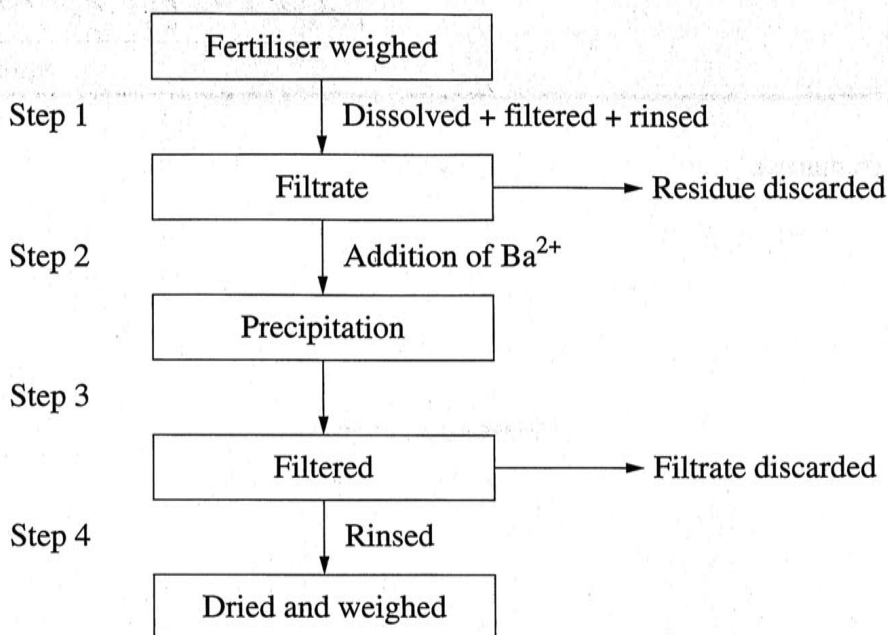 Fertiliser weighed
Step 1
Dissolved + filtered + rinsed
Filtrate
Residue discarded
Step 2
Addition of Ba²⁺
Precipitation
Step 3
Filtered
Filtrate discarded
Step 4
Rinsed
Dried and weighed